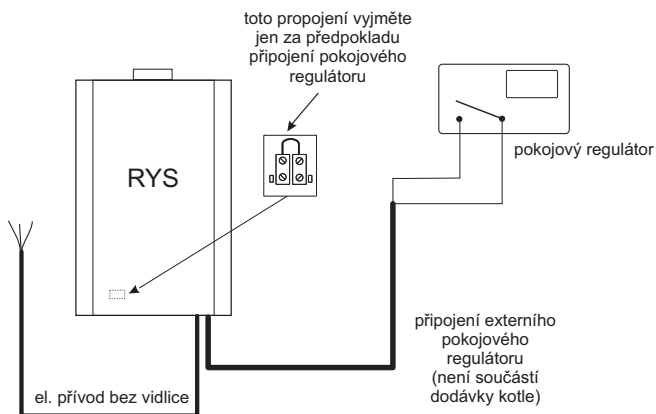 toto propojení vyjměte
jen za předpokladu
připojení pokojového
regulátoru
RYS
pokojový regulátor
připojení externího
pokojového
regulátoru
(není součástí
dodávky kotle)
el. přívod bez vidlice